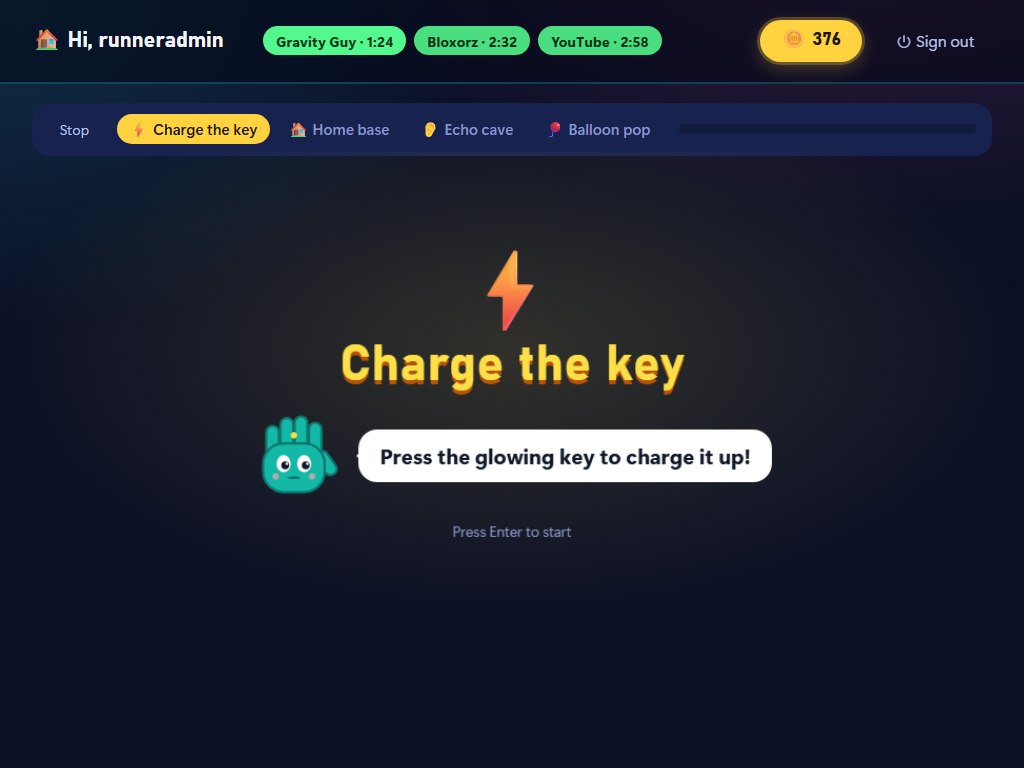 Hi, runneradmin
Gravity Guy · 1:24
Bloxorz · 2:32
YouTube · 2:58
376
Sign out
Stop
Charge the key
Home base
Echo cave
Balloon pop
Charge the key
Press the glowing key to charge it up!
Press Enter to start